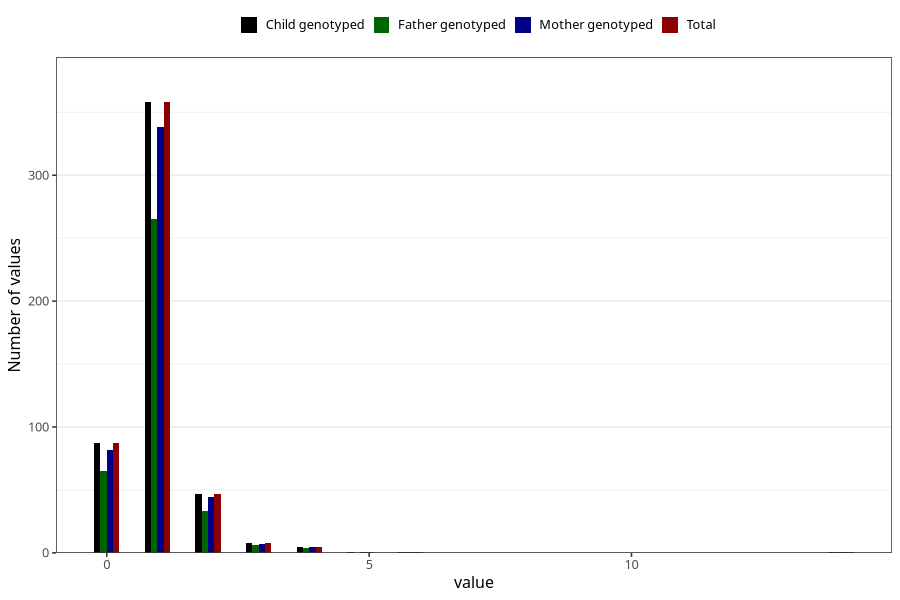 Child genotyped Father genotyped Mother genotyped Total
Number of values
300
200
100
0
0 5 10
value